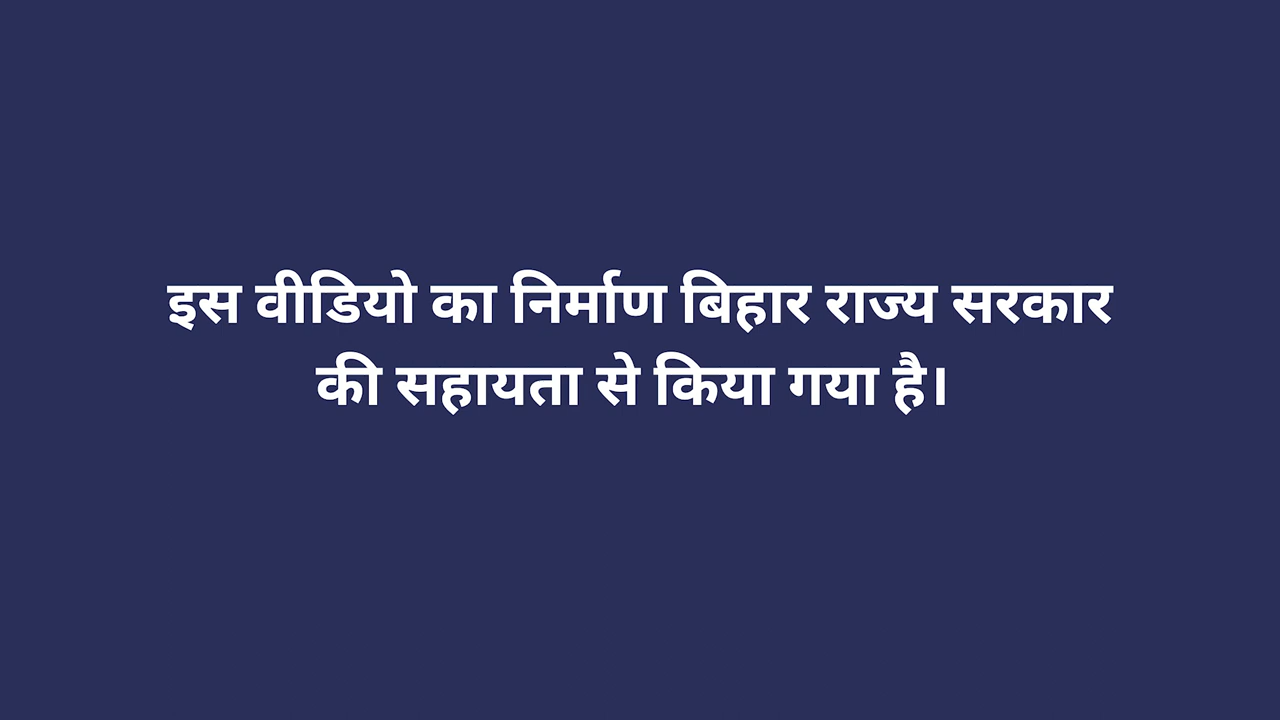 इस वीडियो का निर्माण बिहार राज्य सरकार
की सहायता से किया गया है।